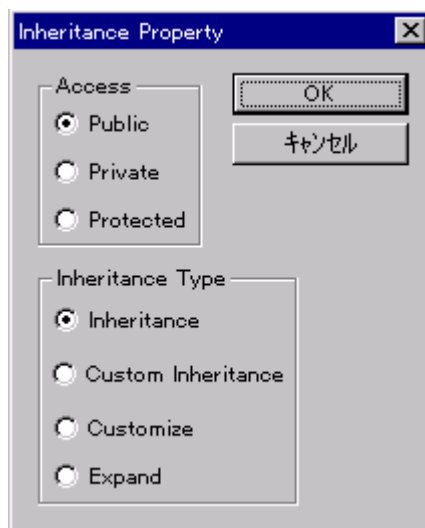 Inheritance Property
Access
Public
Private
Protected
OK
キャンセル
Inheritance Type
Inheritance
Custom Inheritance
Customize
Expand